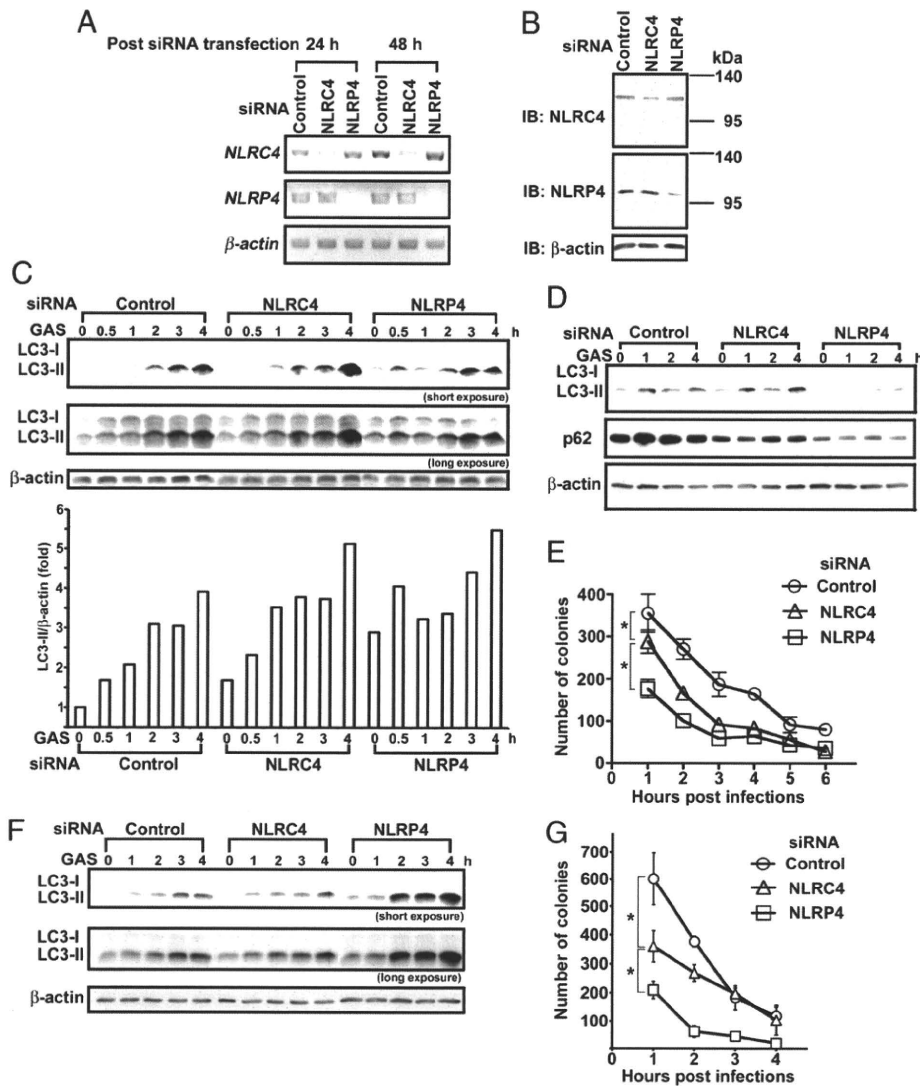 A
Post siRNA transfection 24 h 48 h
siRNA
Control NLRC4 NLRP4 Control NLRC4 NLRP4
NLRC4
NLRP4
β-actin
B
siRNA
Control NLRC4 NLRP4
kDa
140
IB: NLRC4
95
140
IB: NLRP4
95
IB: β-actin
C
siRNA Control NLRC4 NLRP4
GAS 0 0.5 1 2 3 4 0 0.5 1 2 3 4 0 0.5 1 2 3 4 h
LC3-I
LC3-II
(short exposure)
LC3-I
LC3-II
(long exposure)
β-actin
LC3-II/β-actin (fold)
6
5
4
3
2
1
0
GAS 0 0.5 1 2 3 4 0 0.5 1 2 3 4 0 0.5 1 2 3 4 h
siRNA Control NLRC4 NLRP4
D
siRNA Control NLRC4 NLRP4
GAS 0 1 2 4 0 1 2 4 0 1 2 4 h
LC3-I
LC3-II
p62
β-actin
E
siRNA
Control
NLRC4
NLRP4
Number of colonies
400
300
200
100
0
*
*
0 1 2 3 4 5 6
Hours post infections
F
siRNA Control NLRC4 NLRP4
GAS 0 1 2 3 4 0 1 2 3 4 0 1 2 3 4 h
LC3-I
LC3-II
(short exposure)
LC3-I
LC3-II
(long exposure)
β-actin
G
siRNA
Control
NLRC4
NLRP4
Number of colonies
700
600
500
400
300
200
100
*
*
0 1 2 3 4
Hours post infections